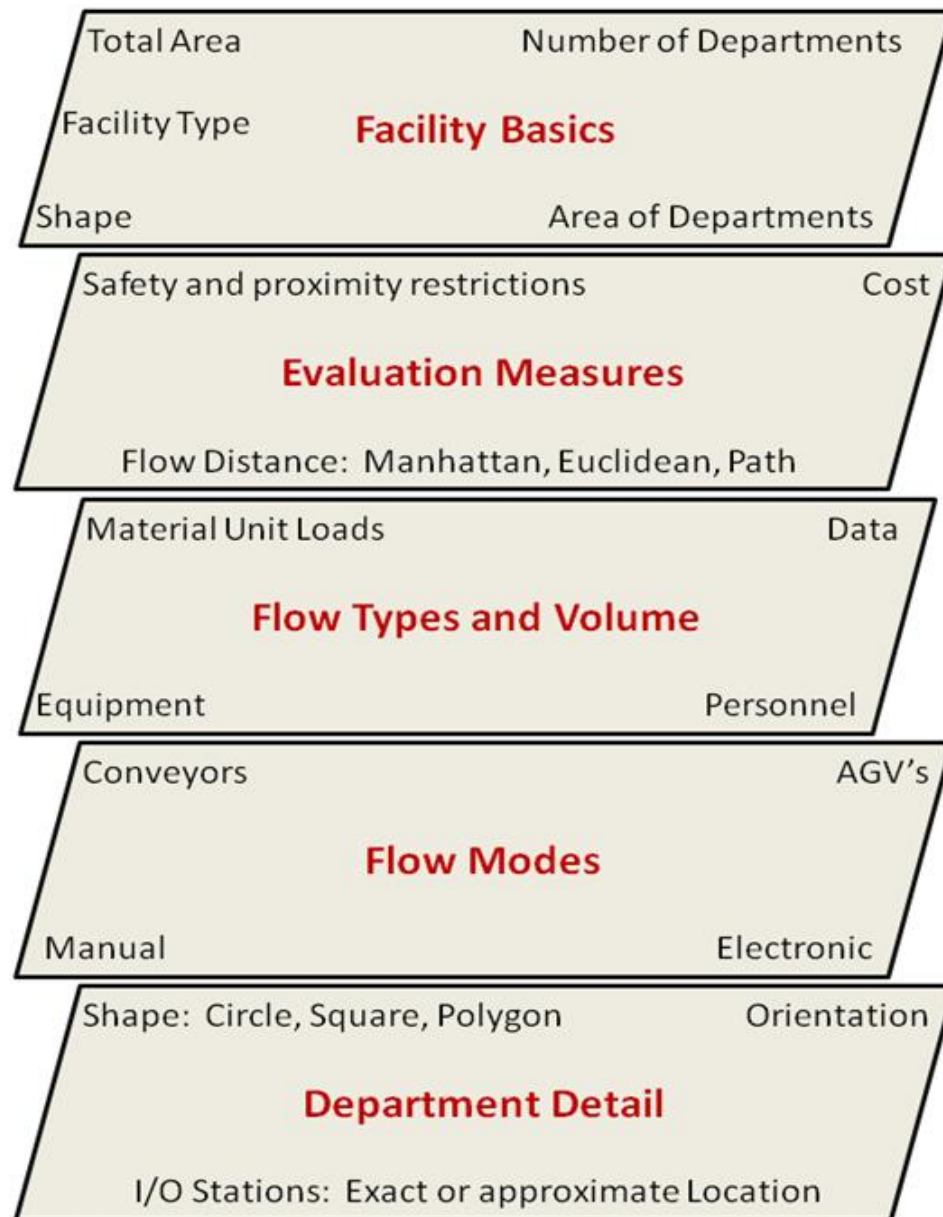 Total Area Number of Departments
Facility Type Facility Basics
Shape Area of Departments
Safety and proximity restrictions Cost
Evaluation Measures
Flow Distance: Manhattan, Euclidean, Path
Material Unit Loads Data
Flow Types and Volume
Equipment Personnel
Conveyors AGV's
Flow Modes
Manual Electronic
Shape: Circle, Square, Polygon Orientation
Department Detail
I/O Stations: Exact or approximate Location